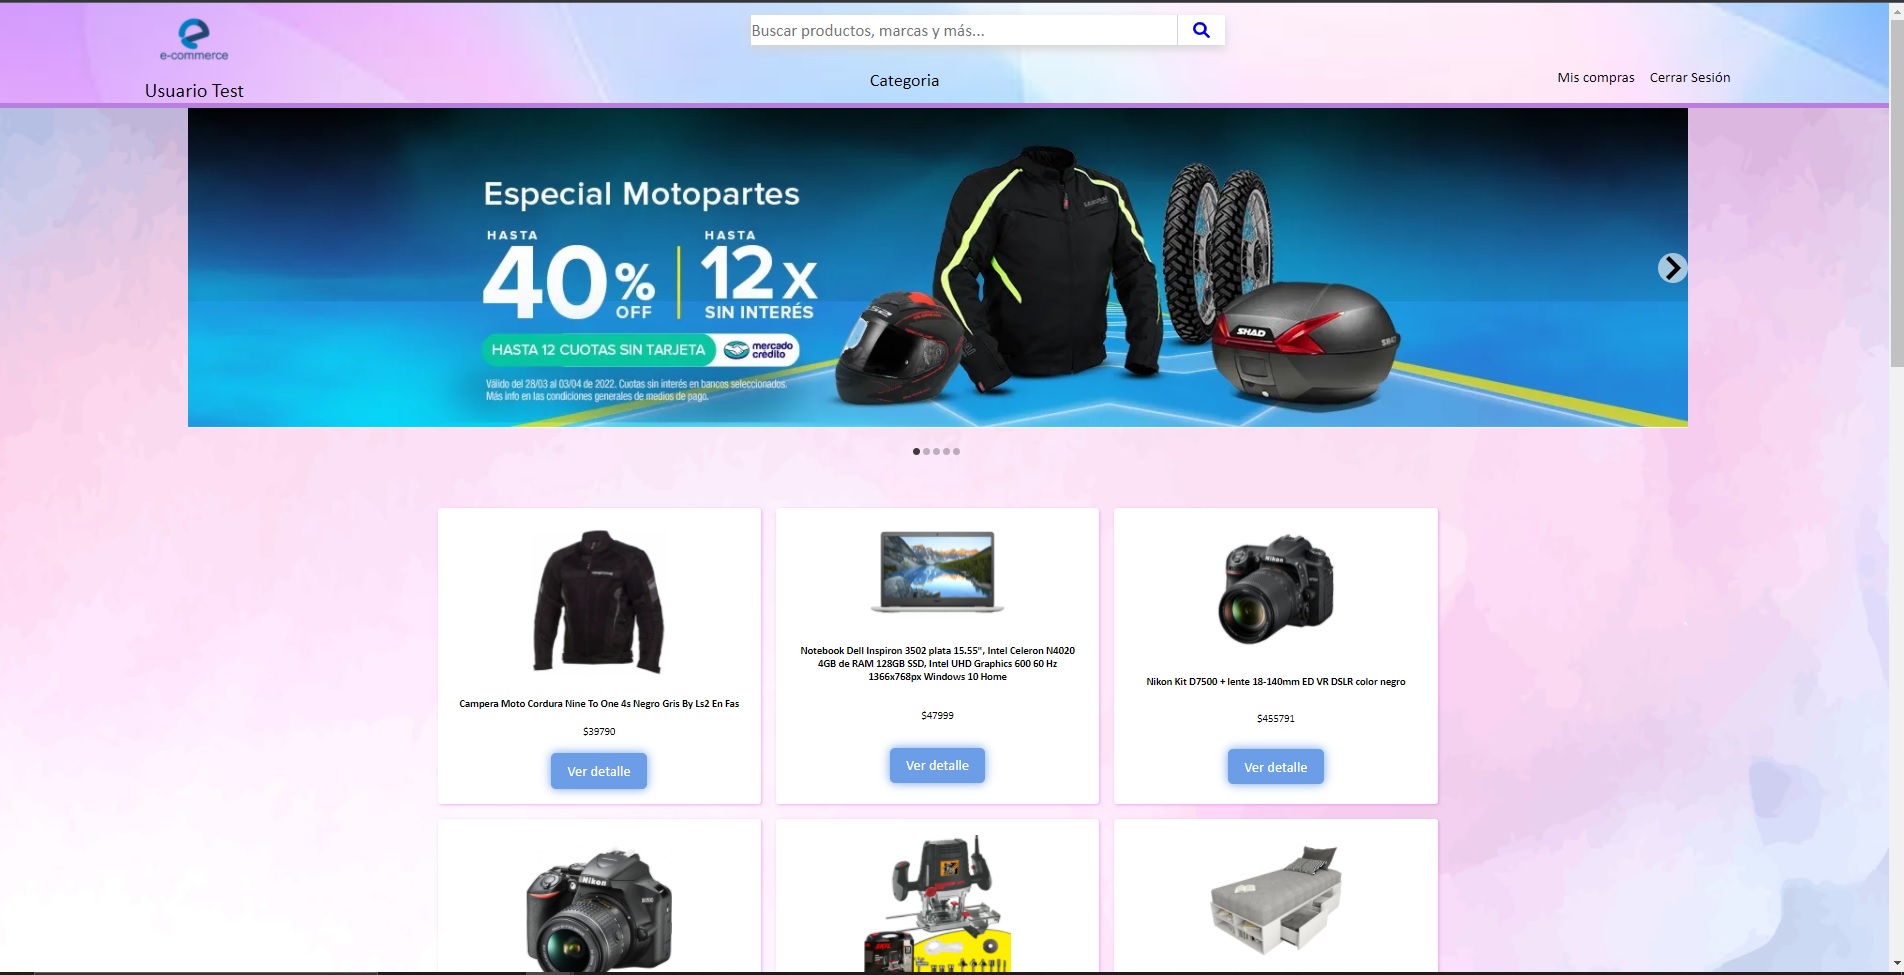 Buscar productos, marcas y más...
e-commerce
Usuario Test
Categoria
Mis compras
Cerrar Sesión
Especial Motopartes
HASTA
40% OFF
HASTA
12X
SIN INTERÉS
HASTA 12 CUOTAS SIN TARJETA
mercado
crédito
Válido del 28/03 al 03/04 de 2022. Cuotas sin interés en bancos seleccionados.
Más info en las condiciones generales de medios de pago.
SHAD
Campera Moto Cordura Nine To One 4s Negro Gris By Ls2 En Fas
$39790
Ver detalle
Notebook Dell Inspiron 3502 plata 15.55", Intel Celeron N4020
4GB de RAM 128GB SSD, Intel UHD Graphics 600 60 Hz
1366x768px Windows 10 Home
$47999
Ver detalle
Nikon
Nikon Kit D7500 + lente 18-140mm ED VR DSLR color negro
$455791
Ver detalle
Nikon